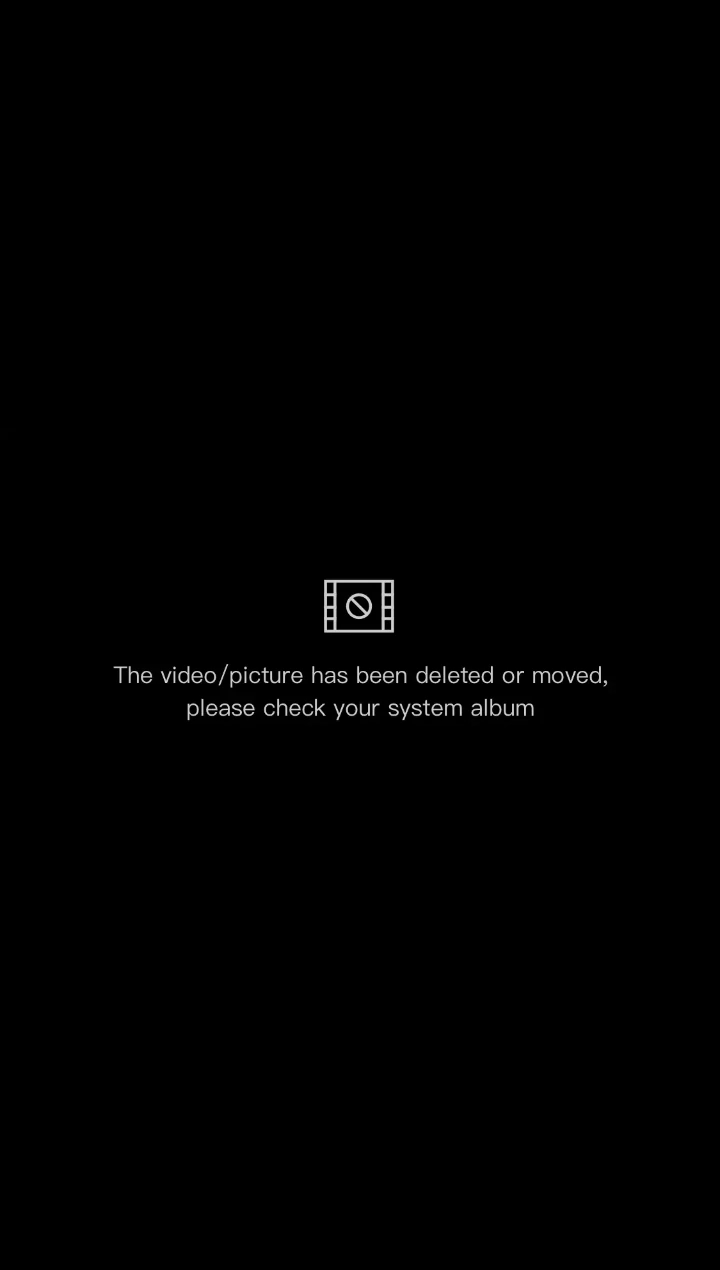 The video/picture has been deleted or moved,
please check your system album